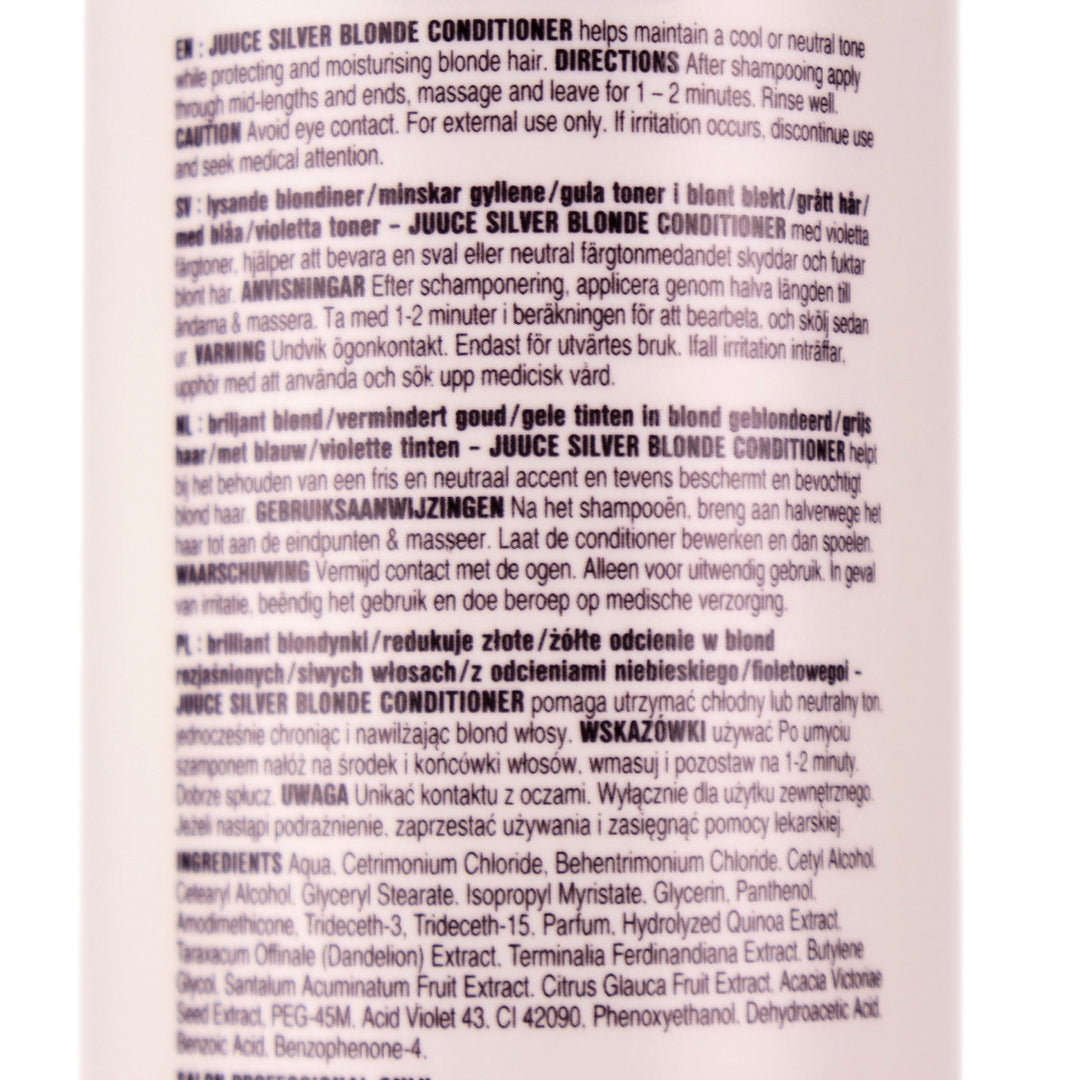 EN : JUUCE SILVER BLONDE CONDITIONER helps maintain a cool or neutral tone
while protecting and moisturising blonde hair. DIRECTIONS After shampooing apply
through mid-lengths and ends, massage and leave for 1 – 2 minutes. Rinse well.
CAUTION Avoid eye contact. For external use only. If irritation occurs, discontinue use
and seek medical attention.
SV : lysande blondiner/minskar gyllene/gula toner i blont blekt/grått hår/
med blåa/violetta toner – JUUCE SILVER BLONDE CONDITIONER med violetta
färgtoner, hjälper att bevara en sval eller neutral färgtonmedandet skyddar och fuktar
blont hår. ANVISNINGAR Efter schamponering, applicera genom halva längden till
ändarna & massera. Ta med 1-2 minuter i beräkningen för att bearbeta, och skölj sedan
ur. VARNING Undvik ögonkontakt. Endast för utvärtes bruk. Ifall irritation inträffar,
upphör med att använda och sök upp medicisk vård.
NL : briljant blend/vermindert goud/gele tinten in blond geblondeerd/grijs
haar/met blauw/violette tinten – JUUCE SILVER BLONDE CONDITIONER helpt
bij het behouden van een fris en neutraal accent en tevens beschermt en bevochtigt
blond haar. GEBRUIKSAANWIJZINGEN Na het shampooën, breng aan halverwege het
haar tot aan de eindpunten & masseer. Laat de conditioner bewerken en dan spoelen.
WAARSCHUWING Vermijd contact met de ogen. Alleen voor uitwendig gebruik. In geval
van irritatie, beëndig het gebruik en doe beroep op medische verzorging.
PL : brilliant blondynki/redukuje złote/żółte odcienie w blond
rozjaśnionych/siwych włosach/z odcieniami niebieskiego/fioletowegoi -
JUUCE SILVER BLONDE CONDITIONER pomaga utrzymać chłodny lub neutralny ton,
jednocześnie chroniąc i nawilżając blond włosy. WSKAZÓWKI używać Po umyciu
szamponem nałóż na środek i końcówki włosów, wmasuj i pozostaw na 1-2 minuty.
Dobrze spłucz. UWAGA Unikać kontaktu z oczami. Wyłącznie dla użytku zewnętrznego.
Jeżeli nastąpi podrażnienie, zaprzestać używania i zasięgnąć pomocy lekarskiej.
INGREDIENTS Aqua, Cetrimonium Chloride, Behentrimonium Chloride, Cetyl Alcohol,
Cetearyl Alcohol, Glyceryl Stearate, Isopropyl Myristate, Glycerin, Panthenol,
Amodimethicone, Trideceth-3, Trideceth-15, Parfum, Hydrolyzed Quinoa Extract,
Taraxacum Offinale (Dandelion) Extract, Terminalia Ferdinandiana Extract, Butylene
Glycol, Santalum Acuminatum Fruit Extract, Citrus Glauca Fruit Extract, Acacia Victoriae
Seed Extract, PEG-45M, Acid Violet 43, CI 42090, Phenoxyethanol, Dehydroacetic Acid,
Benzoic Acid, Benzophenone-4.
SALON PROFESSIONAL ONLY